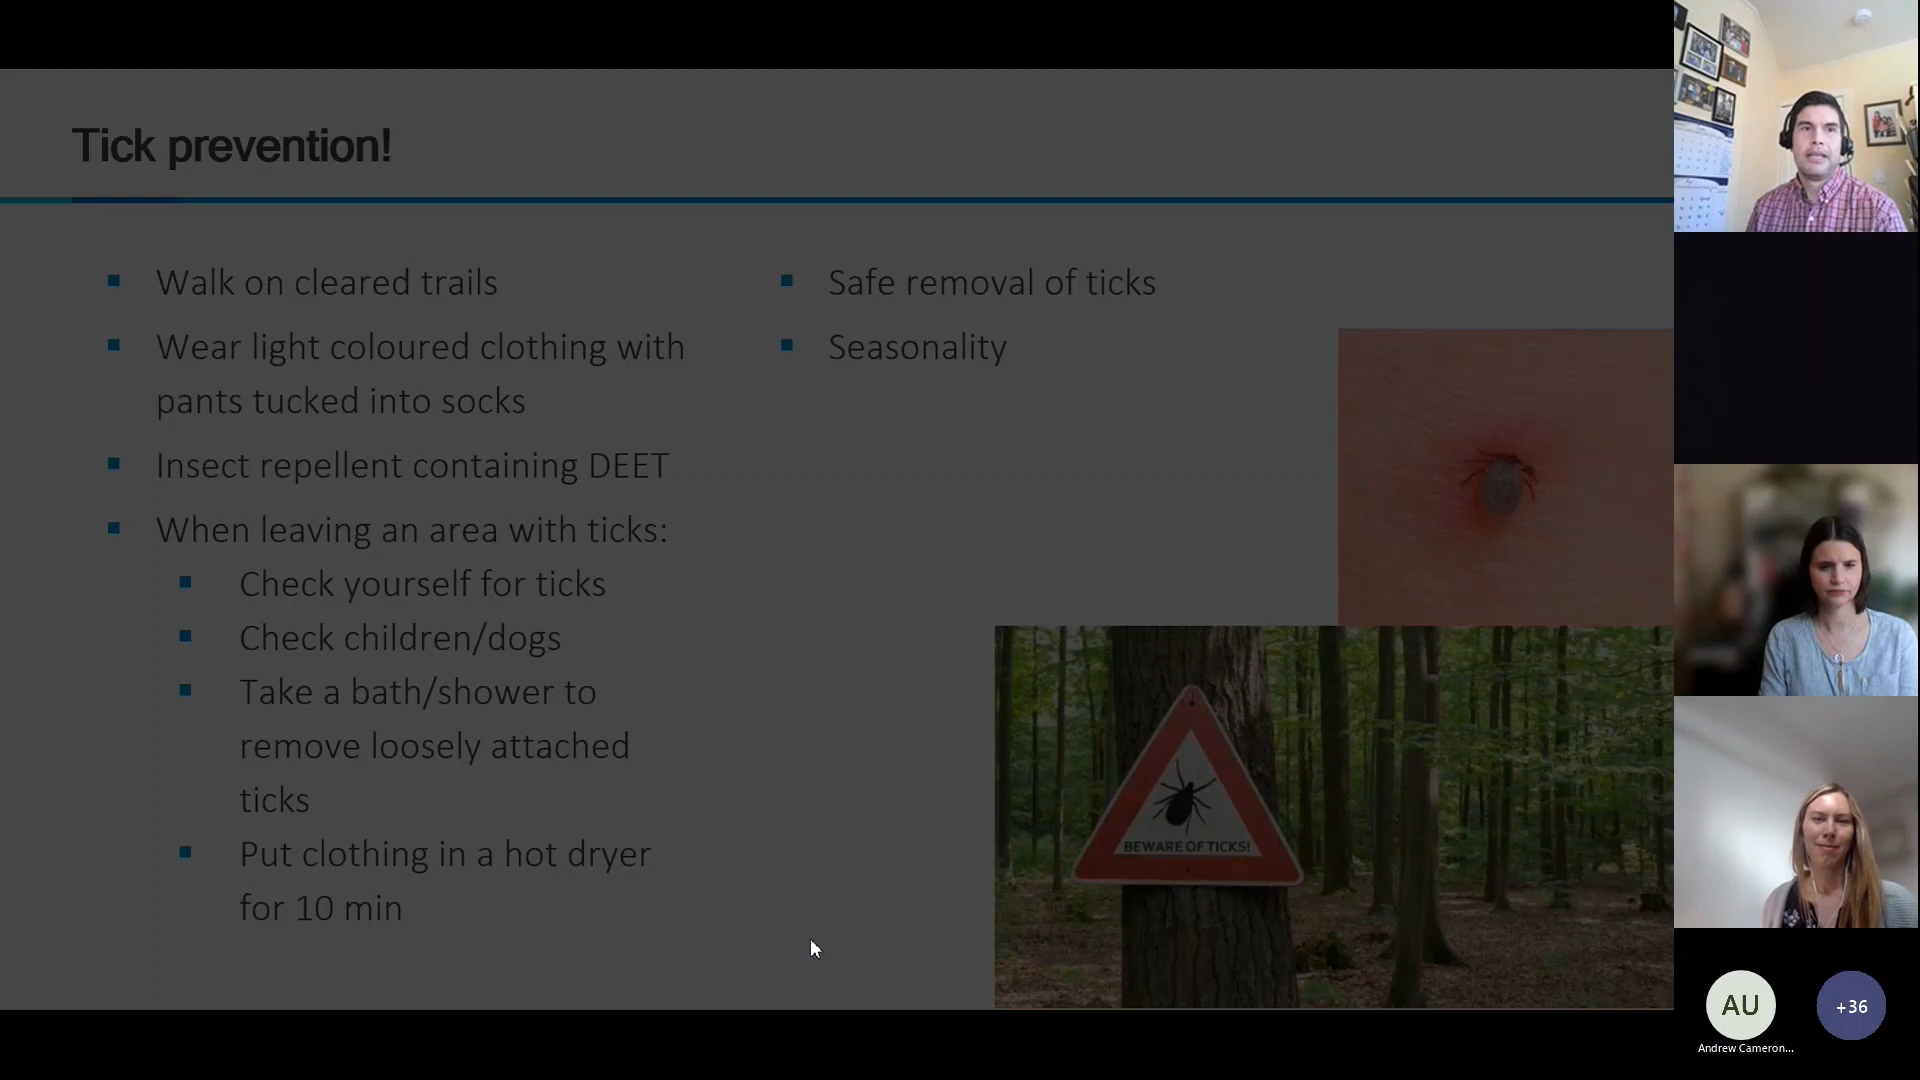 Tick prevention!
Walk on cleared trails
Wear light coloured clothing with
pants tucked into socks
Insect repellent containing DEET
When leaving an area with ticks:
Check yourself for ticks
Check children/dogs
Take a bath/shower to
remove loosely attached
ticks
Put clothing in a hot dryer
for 10 min
Safe removal of ticks
Seasonality
BEWARE OF TICKS!
AU
+36
Andrew Cameron...